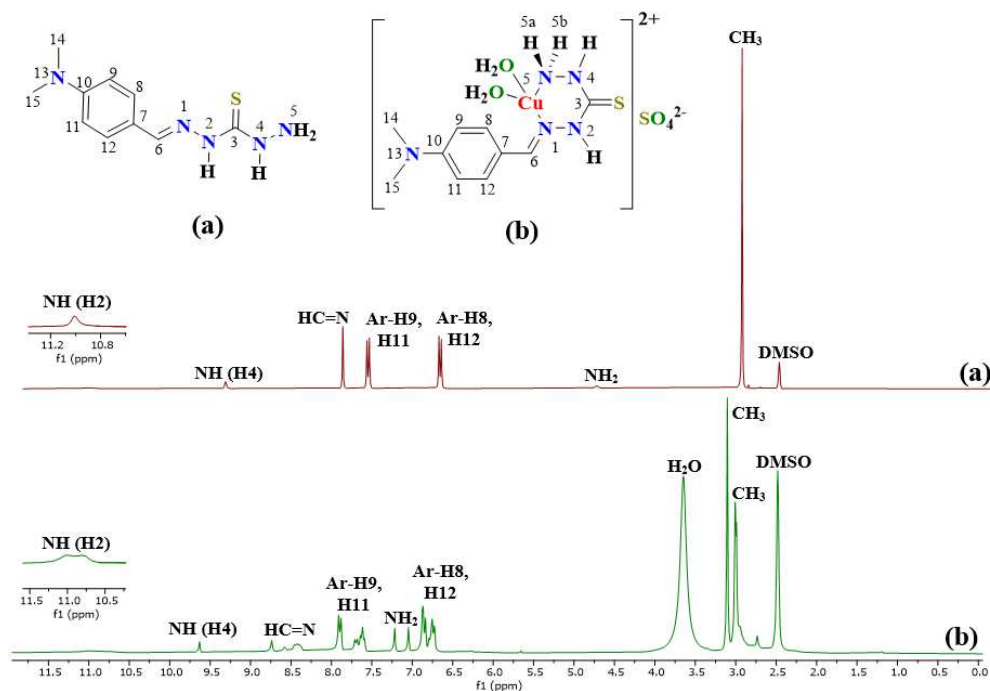 14
N
13
15
10
9
8
11
12
7
6
1
N
N
2
H
S
3
4
N
H
5
NH2
(a)
5a
5b
2+
H
H
H
H2O
5
N
N
4
H2O
Cu
3
S
SO4 2-
N
N
1
2
H
14
N
13
15
10
9
8
11
12
7
6
(b)
CH3
NH (H2)
11.2 10.8
f1 (ppm)
HC=N
Ar-H9,
H11
Ar-H8,
H12
NH (H4)
NH2
DMSO
(a)
CH3
H2O
DMSO
CH3
NH (H2)
11.5 11.0 10.5
f1 (ppm)
Ar-H9,
H11
Ar-H8,
H12
NH2
NH (H4)
HC=N
(b)
11.5 11.0 10.5 10.0 9.5 9.0 8.5 8.0 7.5 7.0 6.5 6.0 5.5 5.0 4.5 4.0 3.5 3.0 2.5 2.0 1.5 1.0 0.5 0.0
f1 (ppm)